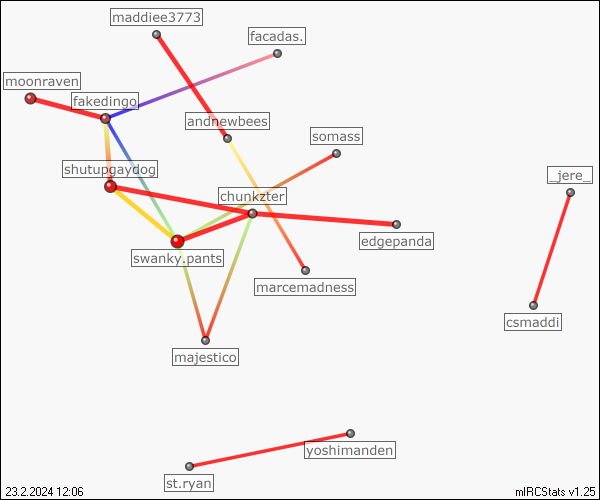 maddiee3773
facadas.
moonraven
fakedingo
andnewbees
somass
shutupgaydog
_jere_
chunkzter
edgepanda
swanky.pants
marcemadness
csmaddi
majestico
yoshimanden
st.ryan
23.2.2024 12:06
mIRCStats v1.25